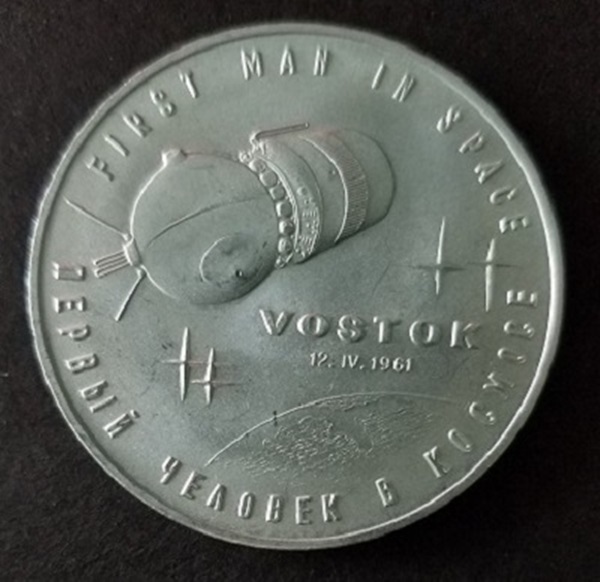 FIRST MAN IN SPACE
VOSTOK
12. IV. 1961
ПЕРВЫЙ ЧЕЛОВЕК В КОСМОСЕ